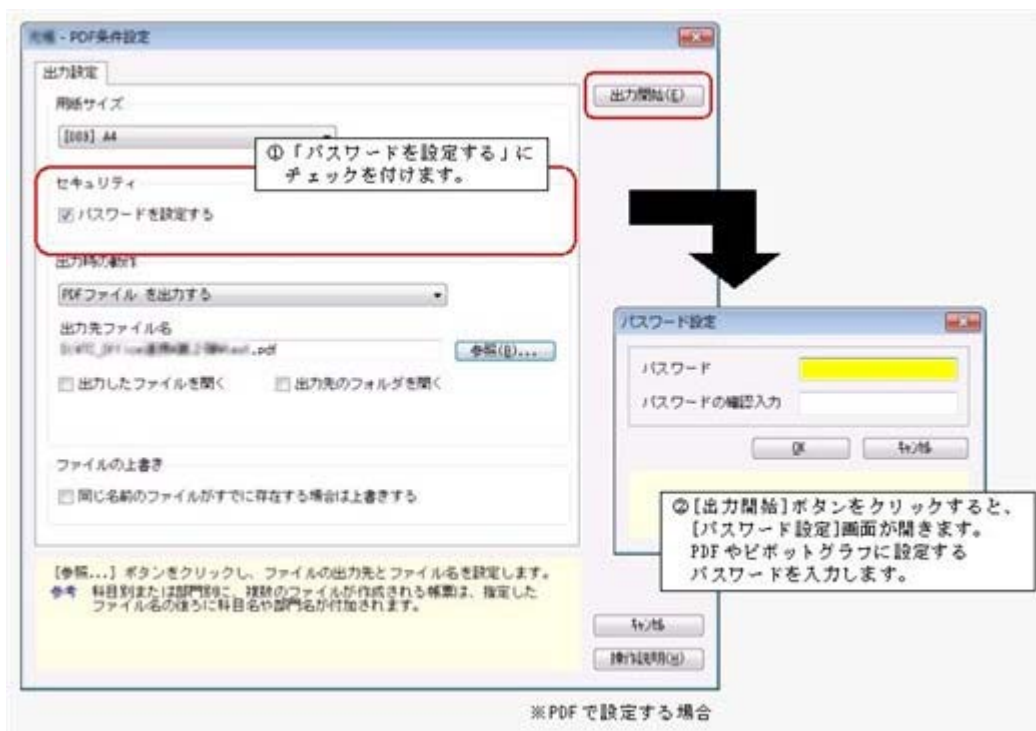 - PDF条件設定
出力設定
出力開始(E)
用紙サイズ
A4
①「パスワードを設定する」に
チェックを付けます。
セキュリティ
パスワードを設定する
出力時の動作
PDFファイル を出力する
出力先ファイル名
.pdf
参照(B)...
出力したファイルを開く
出力先のフォルダを開く
ファイルの上書き
同じ名前のファイルがすでに存在する場合は上書きする
[参照...] ボタンをクリックし、ファイルの出力先とファイル名を設定します。
参考 科目別または部門別に、複数のファイルが作成される帳票は、指定した
ファイル名の後ろに科目名や部門名が付加されます。
パスワード設定
パスワード
パスワードの確認入力
OK
キャンセル
②[出力開始]ボタンをクリックすると、
[パスワード設定]画面が開きます。
PDFやピボットグラフに設定する
パスワードを入力します。
キャンセル
操作説明(H)
※PDFで設定する場合